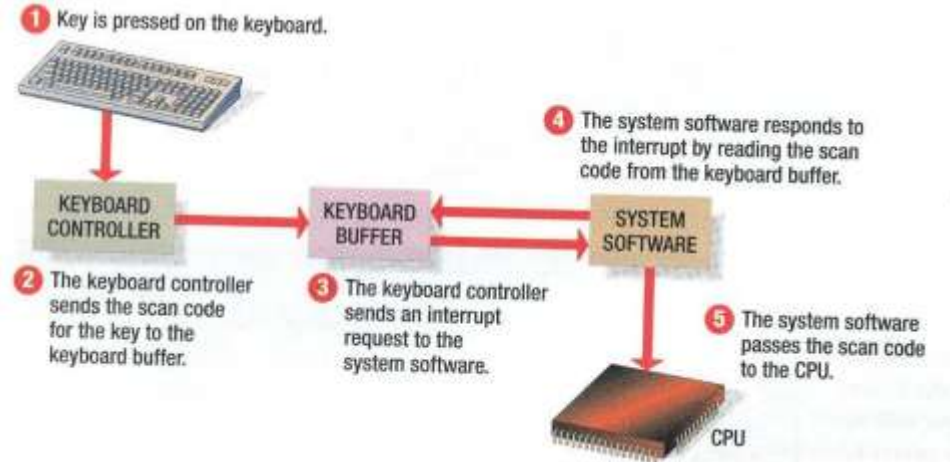 1 Key is pressed on the keyboard.
KEYBOARD
CONTROLLER
2 The keyboard controller
sends the scan code
for the key to the
keyboard buffer.
KEYBOARD
BUFFER
3 The keyboard controller
sends an interrupt
request to the
system software.
4 The system software responds to
the interrupt by reading the scan
code from the keyboard buffer.
SYSTEM
SOFTWARE
5 The system software
passes the scan code
to the CPU.
CPU